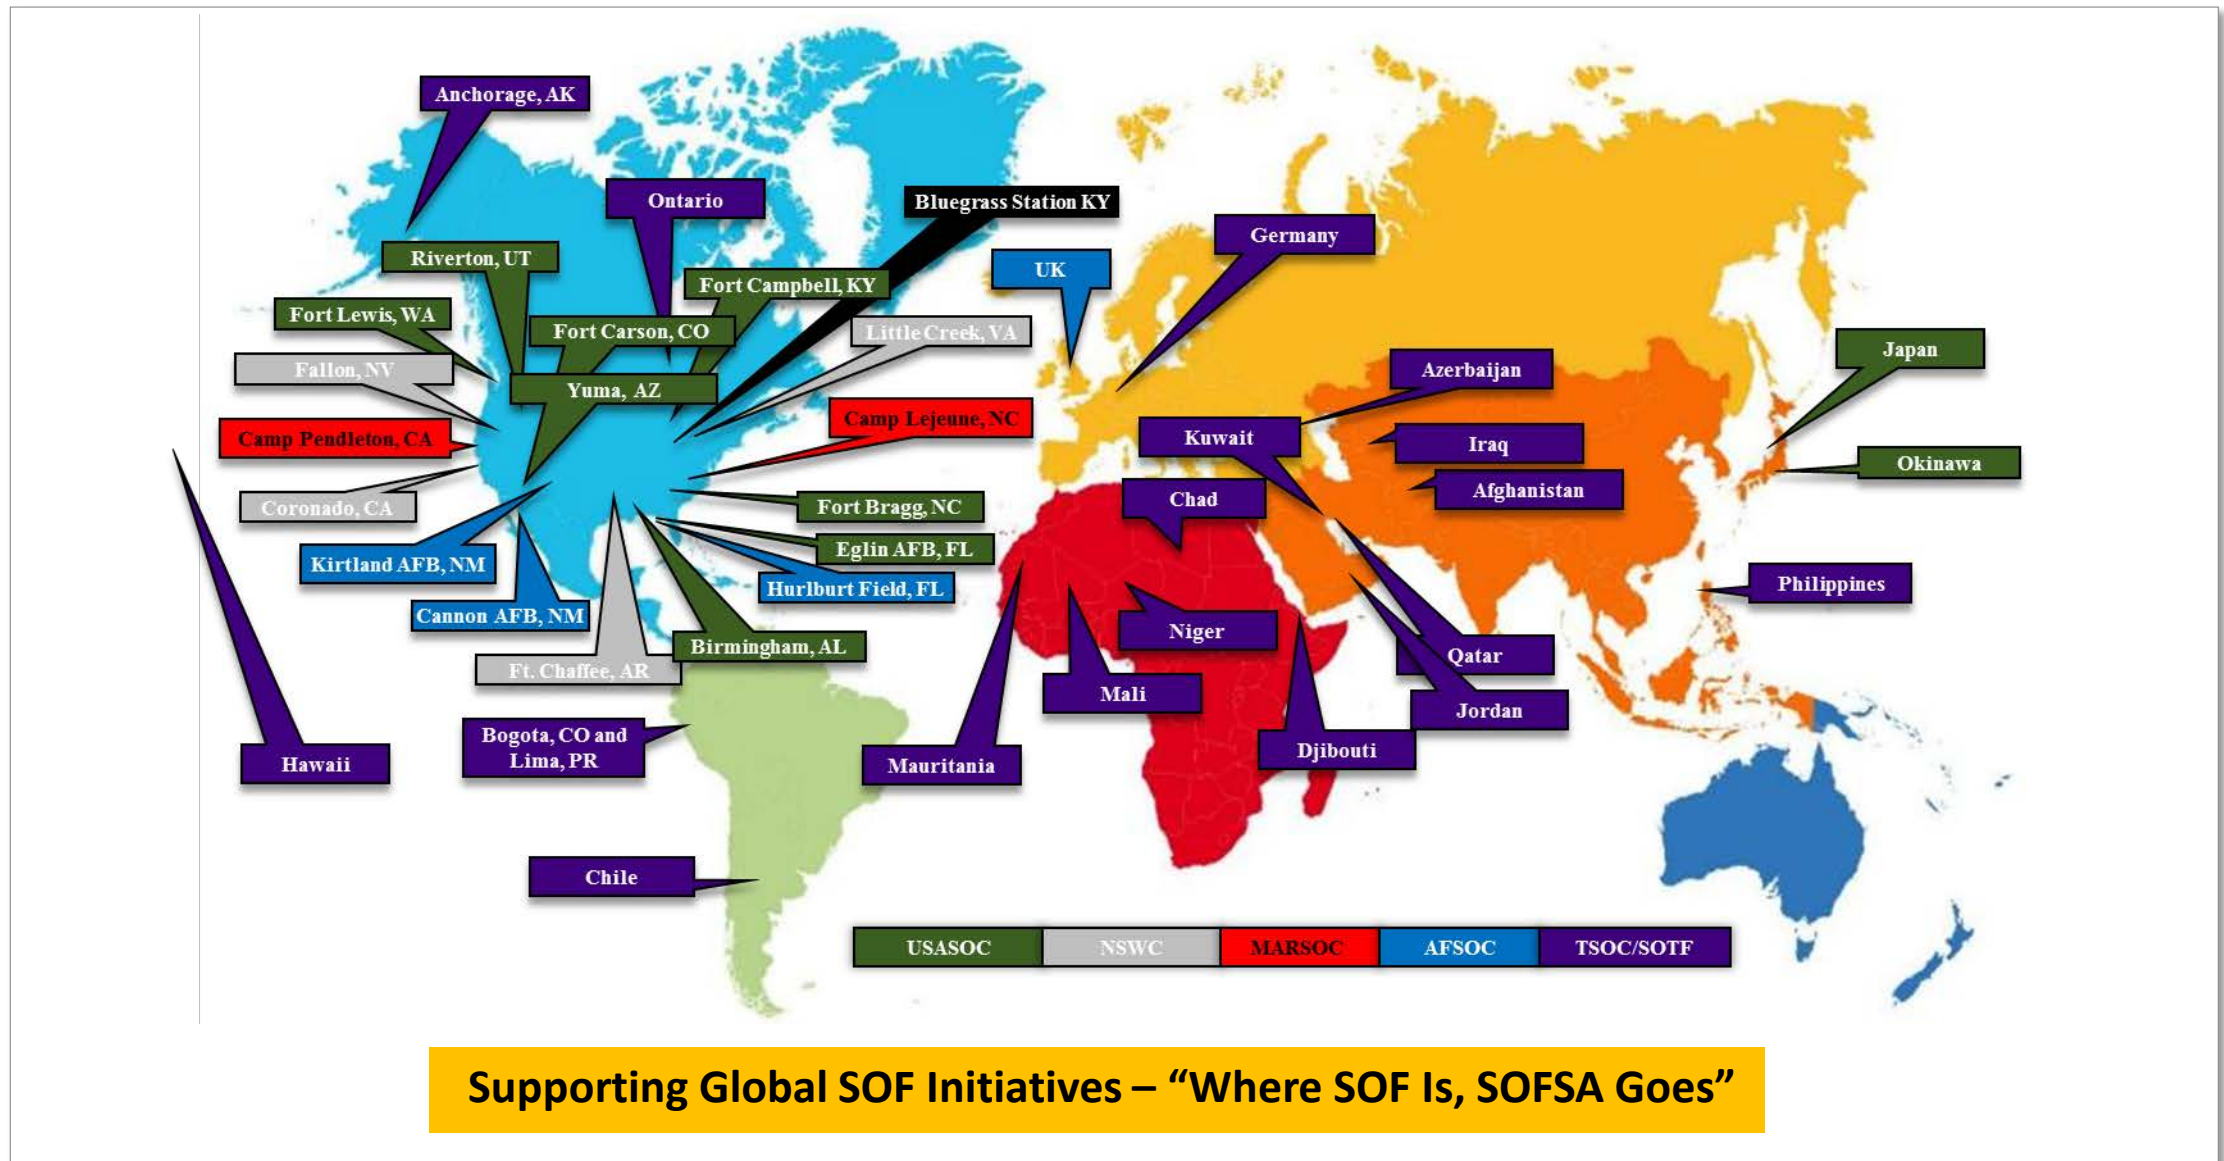 Anchorage, AK
Ontario
Bluegrass Station KY
Germany
Riverton, UT
UK
Fort Campbell, KY
Fort Lewis, WA
Fort Carson, CO
Little Creek, VA
Japan
Fallon, NV
Azerbaijan
Yuma, AZ
Camp Lejeune, NC
Camp Pendleton, CA
Kuwait
Iraq
Okinawa
Afghanistan
Chad
Coronado, CA
Fort Bragg, NC
Eglin AFB, FL
Kirtland AFB, NM
Hurlburt Field, FL
Philippines
Cannon AFB, NM
Niger
Birmingham, AL
Qatar
Ft. Chaffee, AR
Mali
Jordan
Bogota, CO and
Lima, PR
Djibouti
Hawaii
Mauritania
Chile
USASOC
NSWC
MARSOC
AFSOC
TSOC/SOTF
Supporting Global SOF Initiatives – “Where SOF Is, SOFSA Goes”